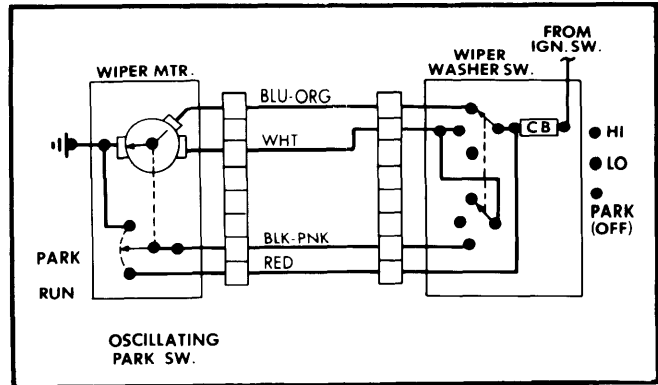 FROM
IGN. SW.
WIPER MTR.
WIPER
WASHER SW.
BLU-ORG
CB
HI
WHT
LO
PARK
(OFF)
BLK-PNK
PARK
RED
RUN
OSCILLATING
PARK SW.